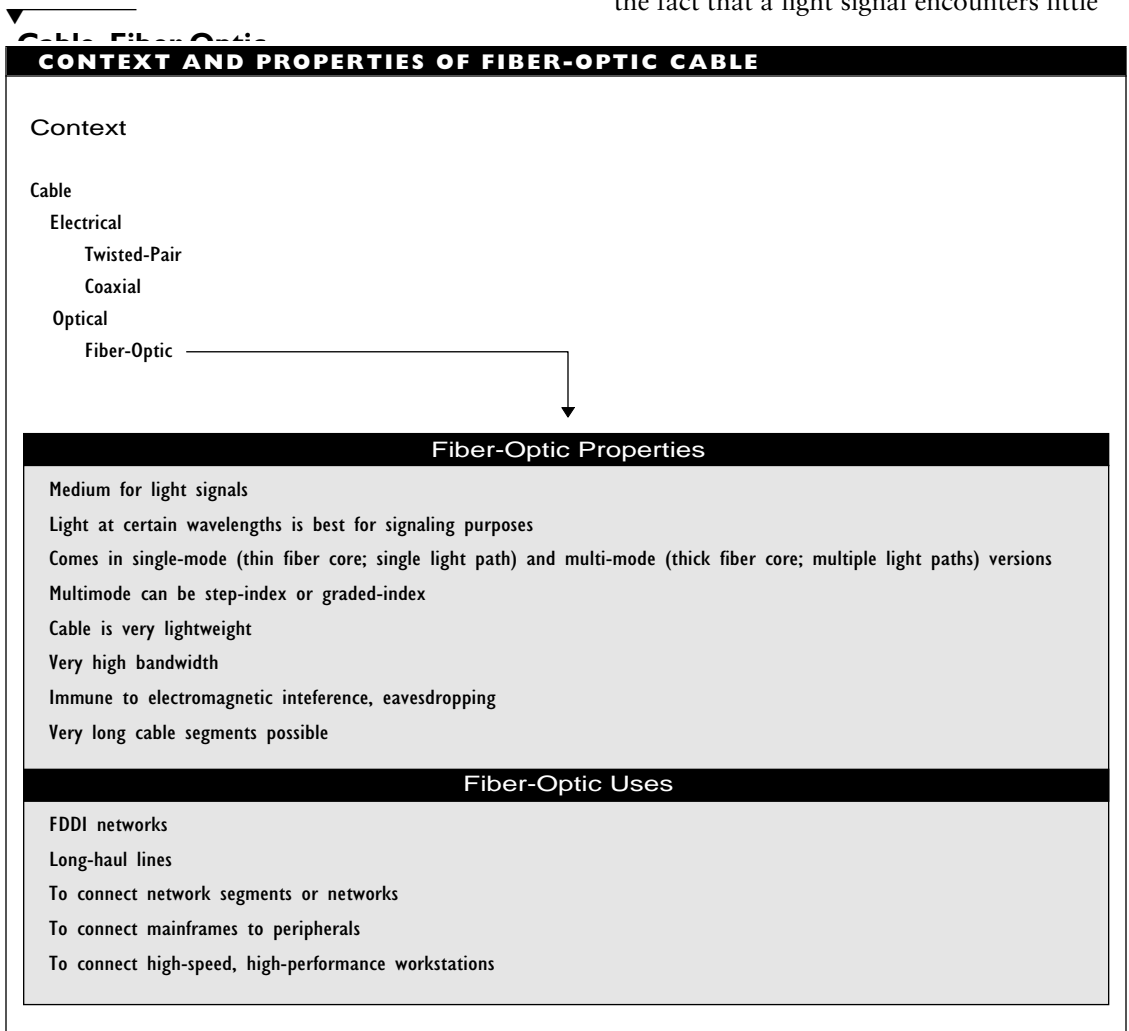 the fact that a light signal encounters little
Cable, Fiber-Optic
CONTEXT AND PROPERTIES OF FIBER-OPTIC CABLE
Context
Cable
Electrical
Twisted-Pair
Coaxial
Optical
Fiber-Optic
Fiber-Optic Properties
Medium for light signals
Light at certain wavelengths is best for signaling purposes
Comes in single-mode (thin fiber core; single light path) and multi-mode (thick fiber core; multiple light paths) versions
Multimode can be step-index or graded-index
Cable is very lightweight
Very high bandwidth
Immune to electromagnetic inteference, eavesdropping
Very long cable segments possible
Fiber-Optic Uses
FDDI networks
Long-haul lines
To connect network segments or networks
To connect mainframes to peripherals
To connect high-speed, high-performance workstations